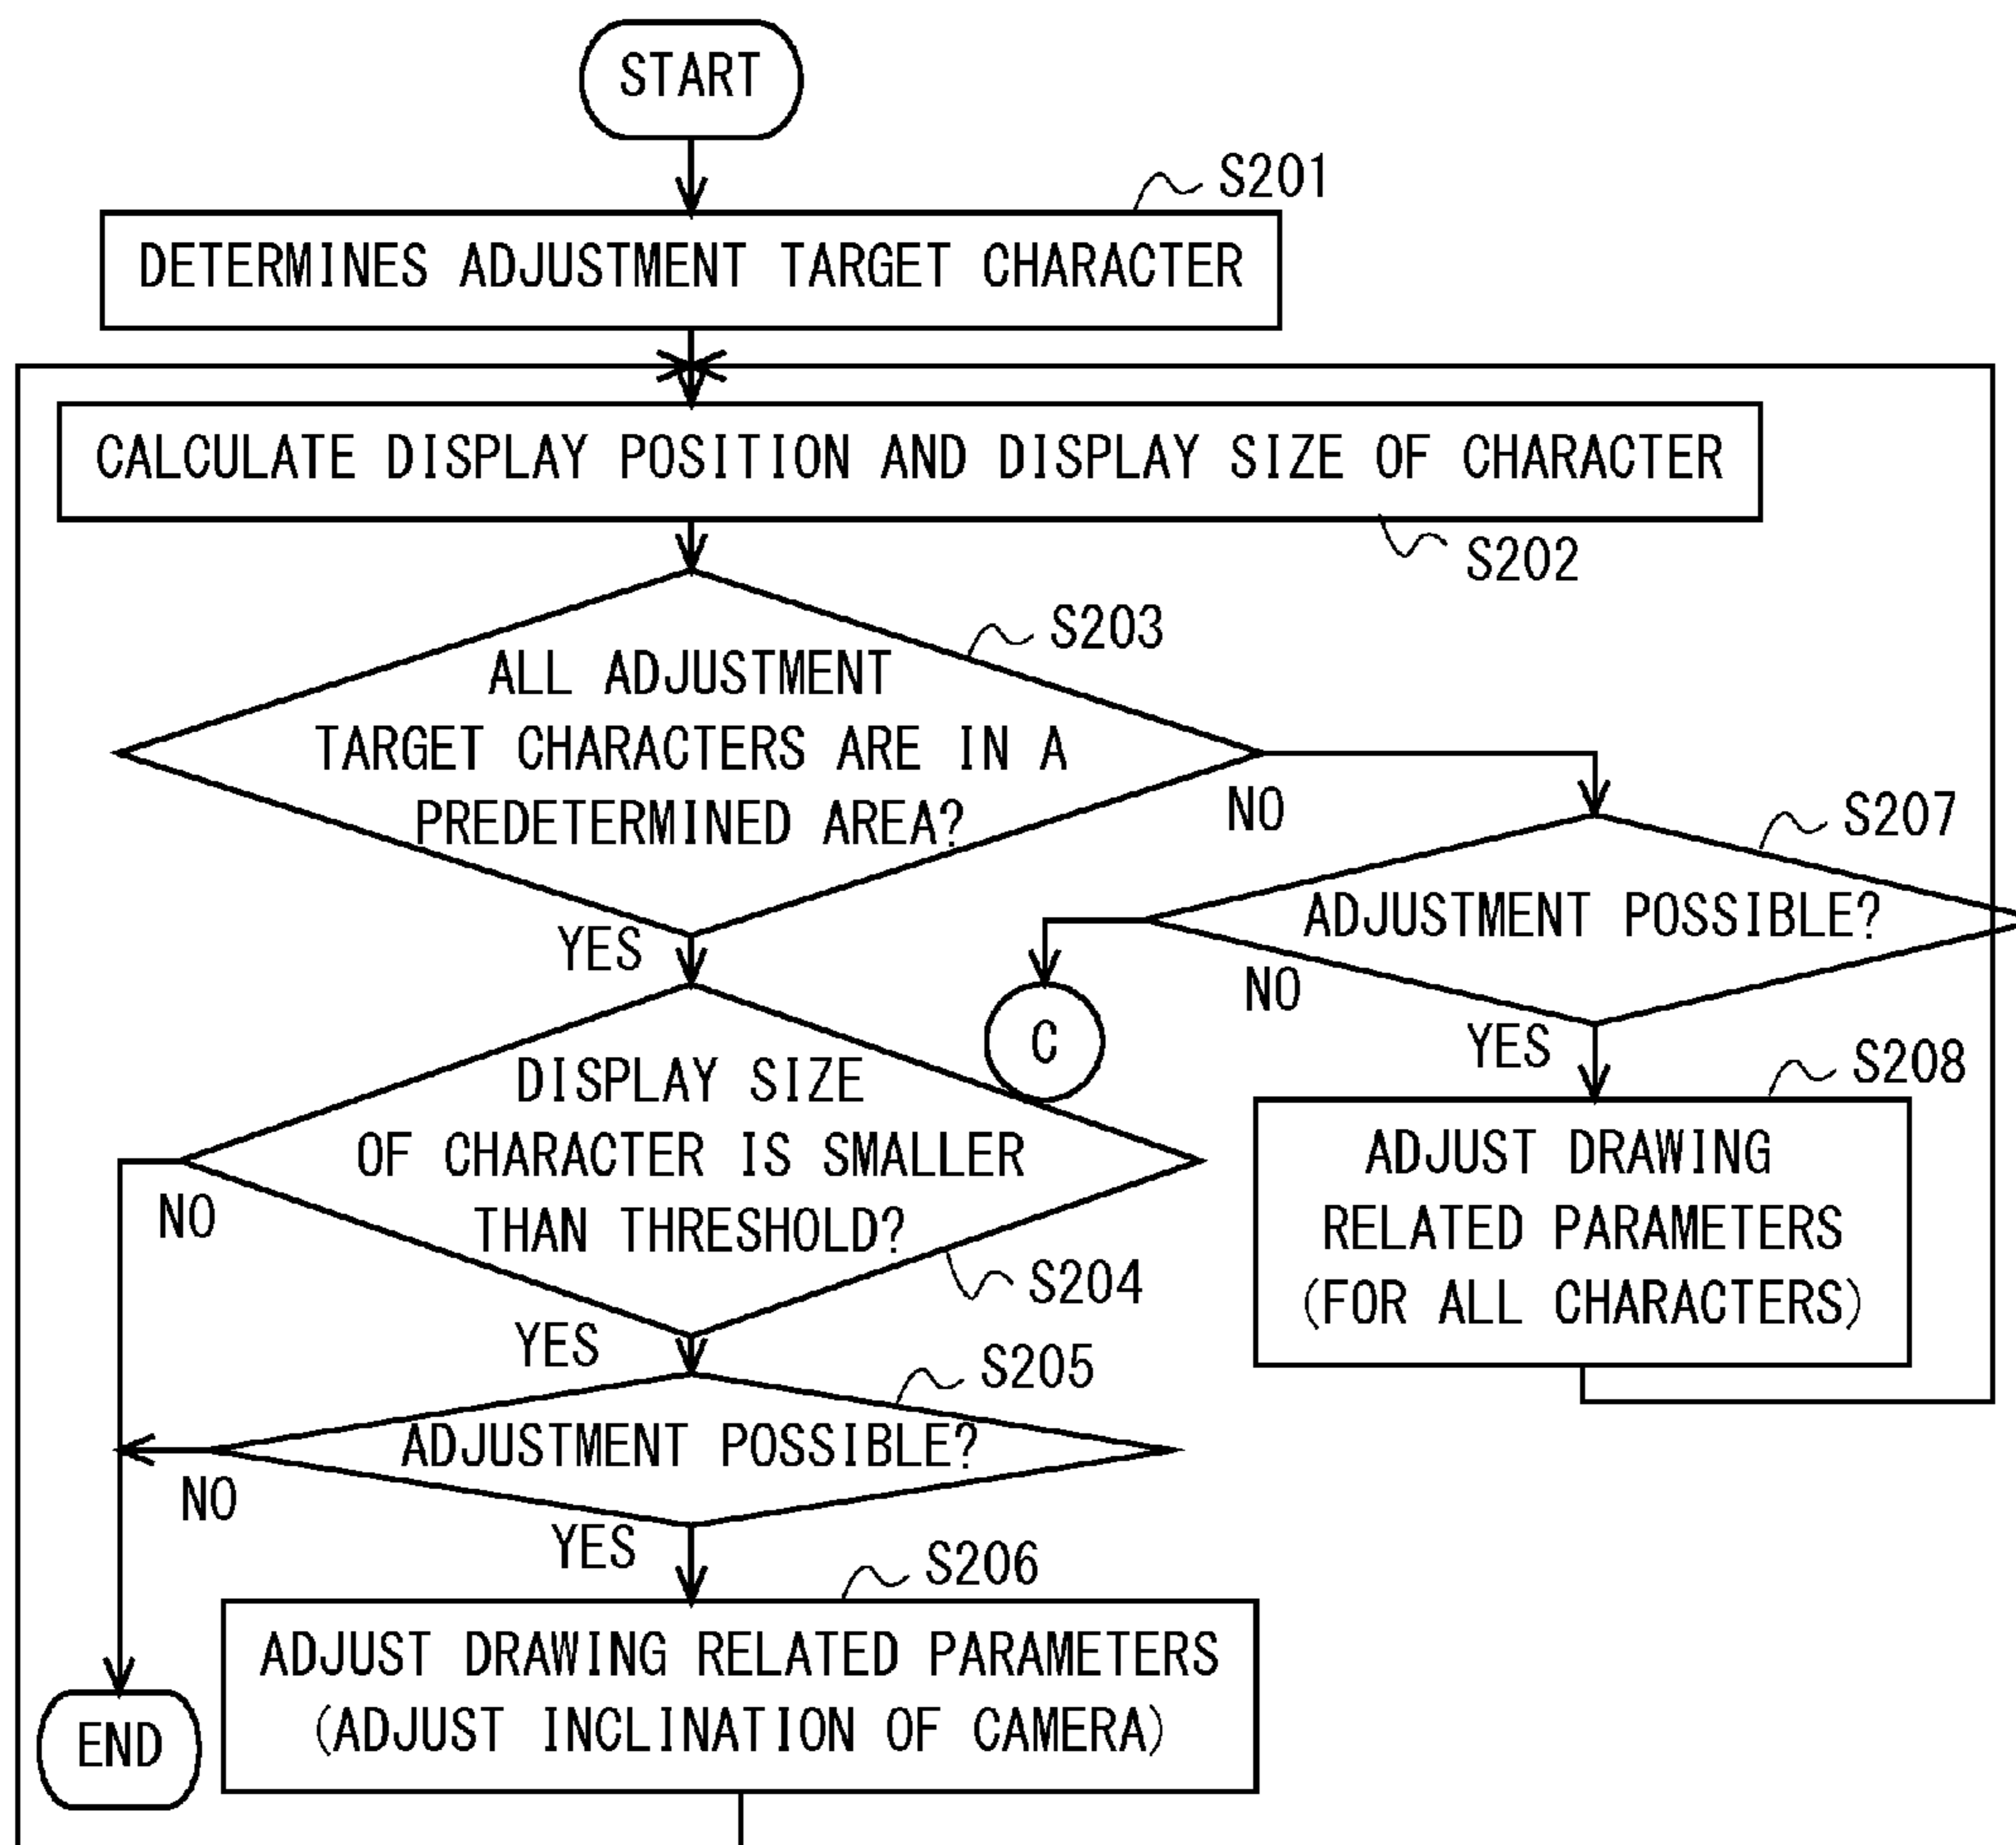 START
S201
DETERMINES ADJUSTMENT TARGET CHARACTER
CALCULATE DISPLAY POSITION AND DISPLAY SIZE OF CHARACTER
S202
S203
ALL ADJUSTMENT
TARGET CHARACTERS ARE IN A
PREDETERMINED AREA?
NO
YES
S207
ADJUSTMENT POSSIBLE?
NO
YES
C
S208
ADJUST DRAWING
RELATED PARAMETERS
(FOR ALL CHARACTERS)
DISPLAY SIZE
OF CHARACTER IS SMALLER
THAN THRESHOLD?
NO
S204
YES
S205
ADJUSTMENT POSSIBLE?
NO
YES
S206
ADJUST DRAWING RELATED PARAMETERS
(ADJUST INCLINATION OF CAMERA)
END